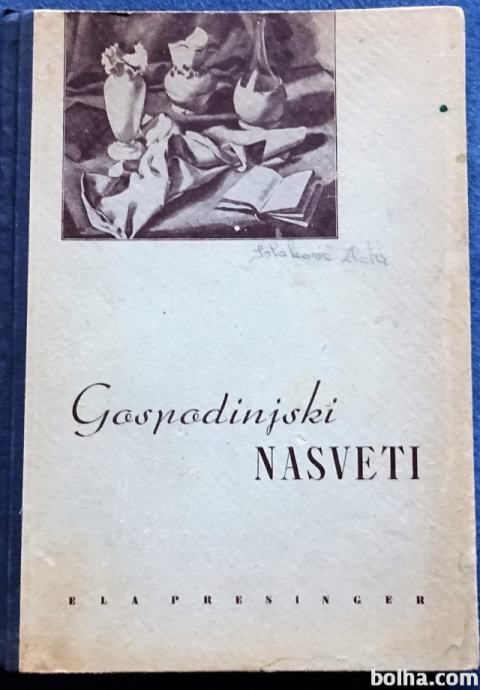 Gospodinjski
NASVETI
ELA PRESINGER
bolha.com